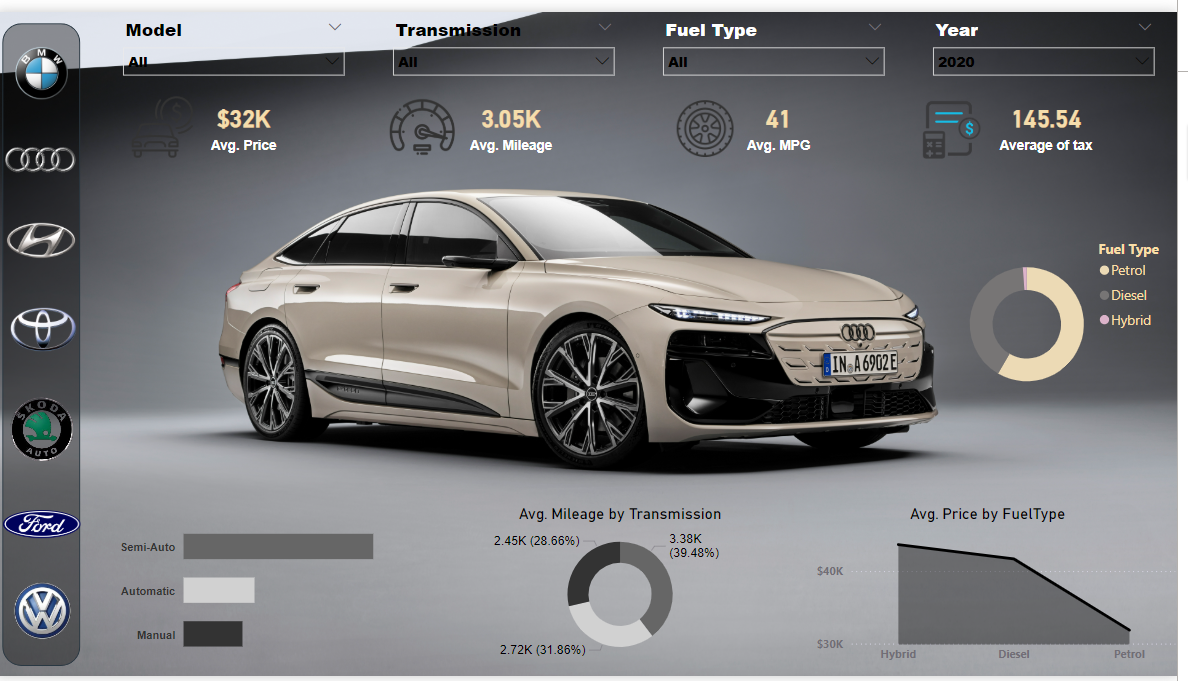 Model
Transmission
Fuel Type
Year
All
All
All
2020
BMW
$32K
Avg. Price
3.05K
Avg. Mileage
41
Avg. MPG
$
145.54
Average of tax
Fuel Type
Petrol
Diesel
Hybrid
IN A 6902 E
ŠKODA
AUTO
Ford
Avg. Mileage by Transmission
2.45K (28.66%)
3.38K
(39.48%)
2.72K (31.86%)
Semi-Auto
Automatic
Manual
Avg. Price by FuelType
$40K
$30K
Hybrid
Diesel
Petrol